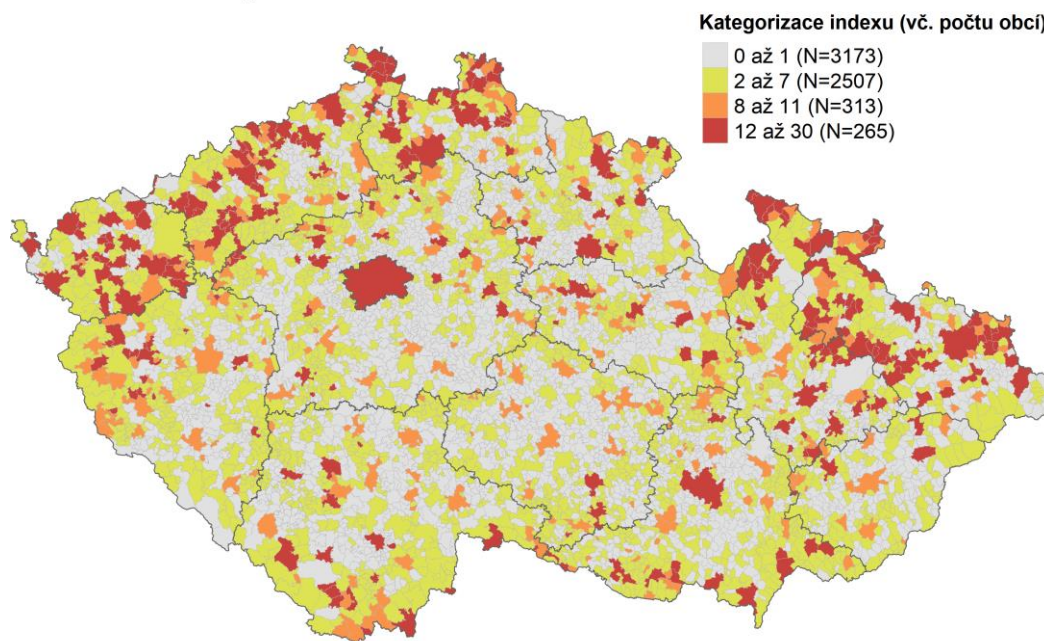 Kategorizace indexu (vč. počtu obcí)
0 až 1 (N=3173)
2 až 7 (N=2507)
8 až 11 (N=313)
12 až 30 (N=265)